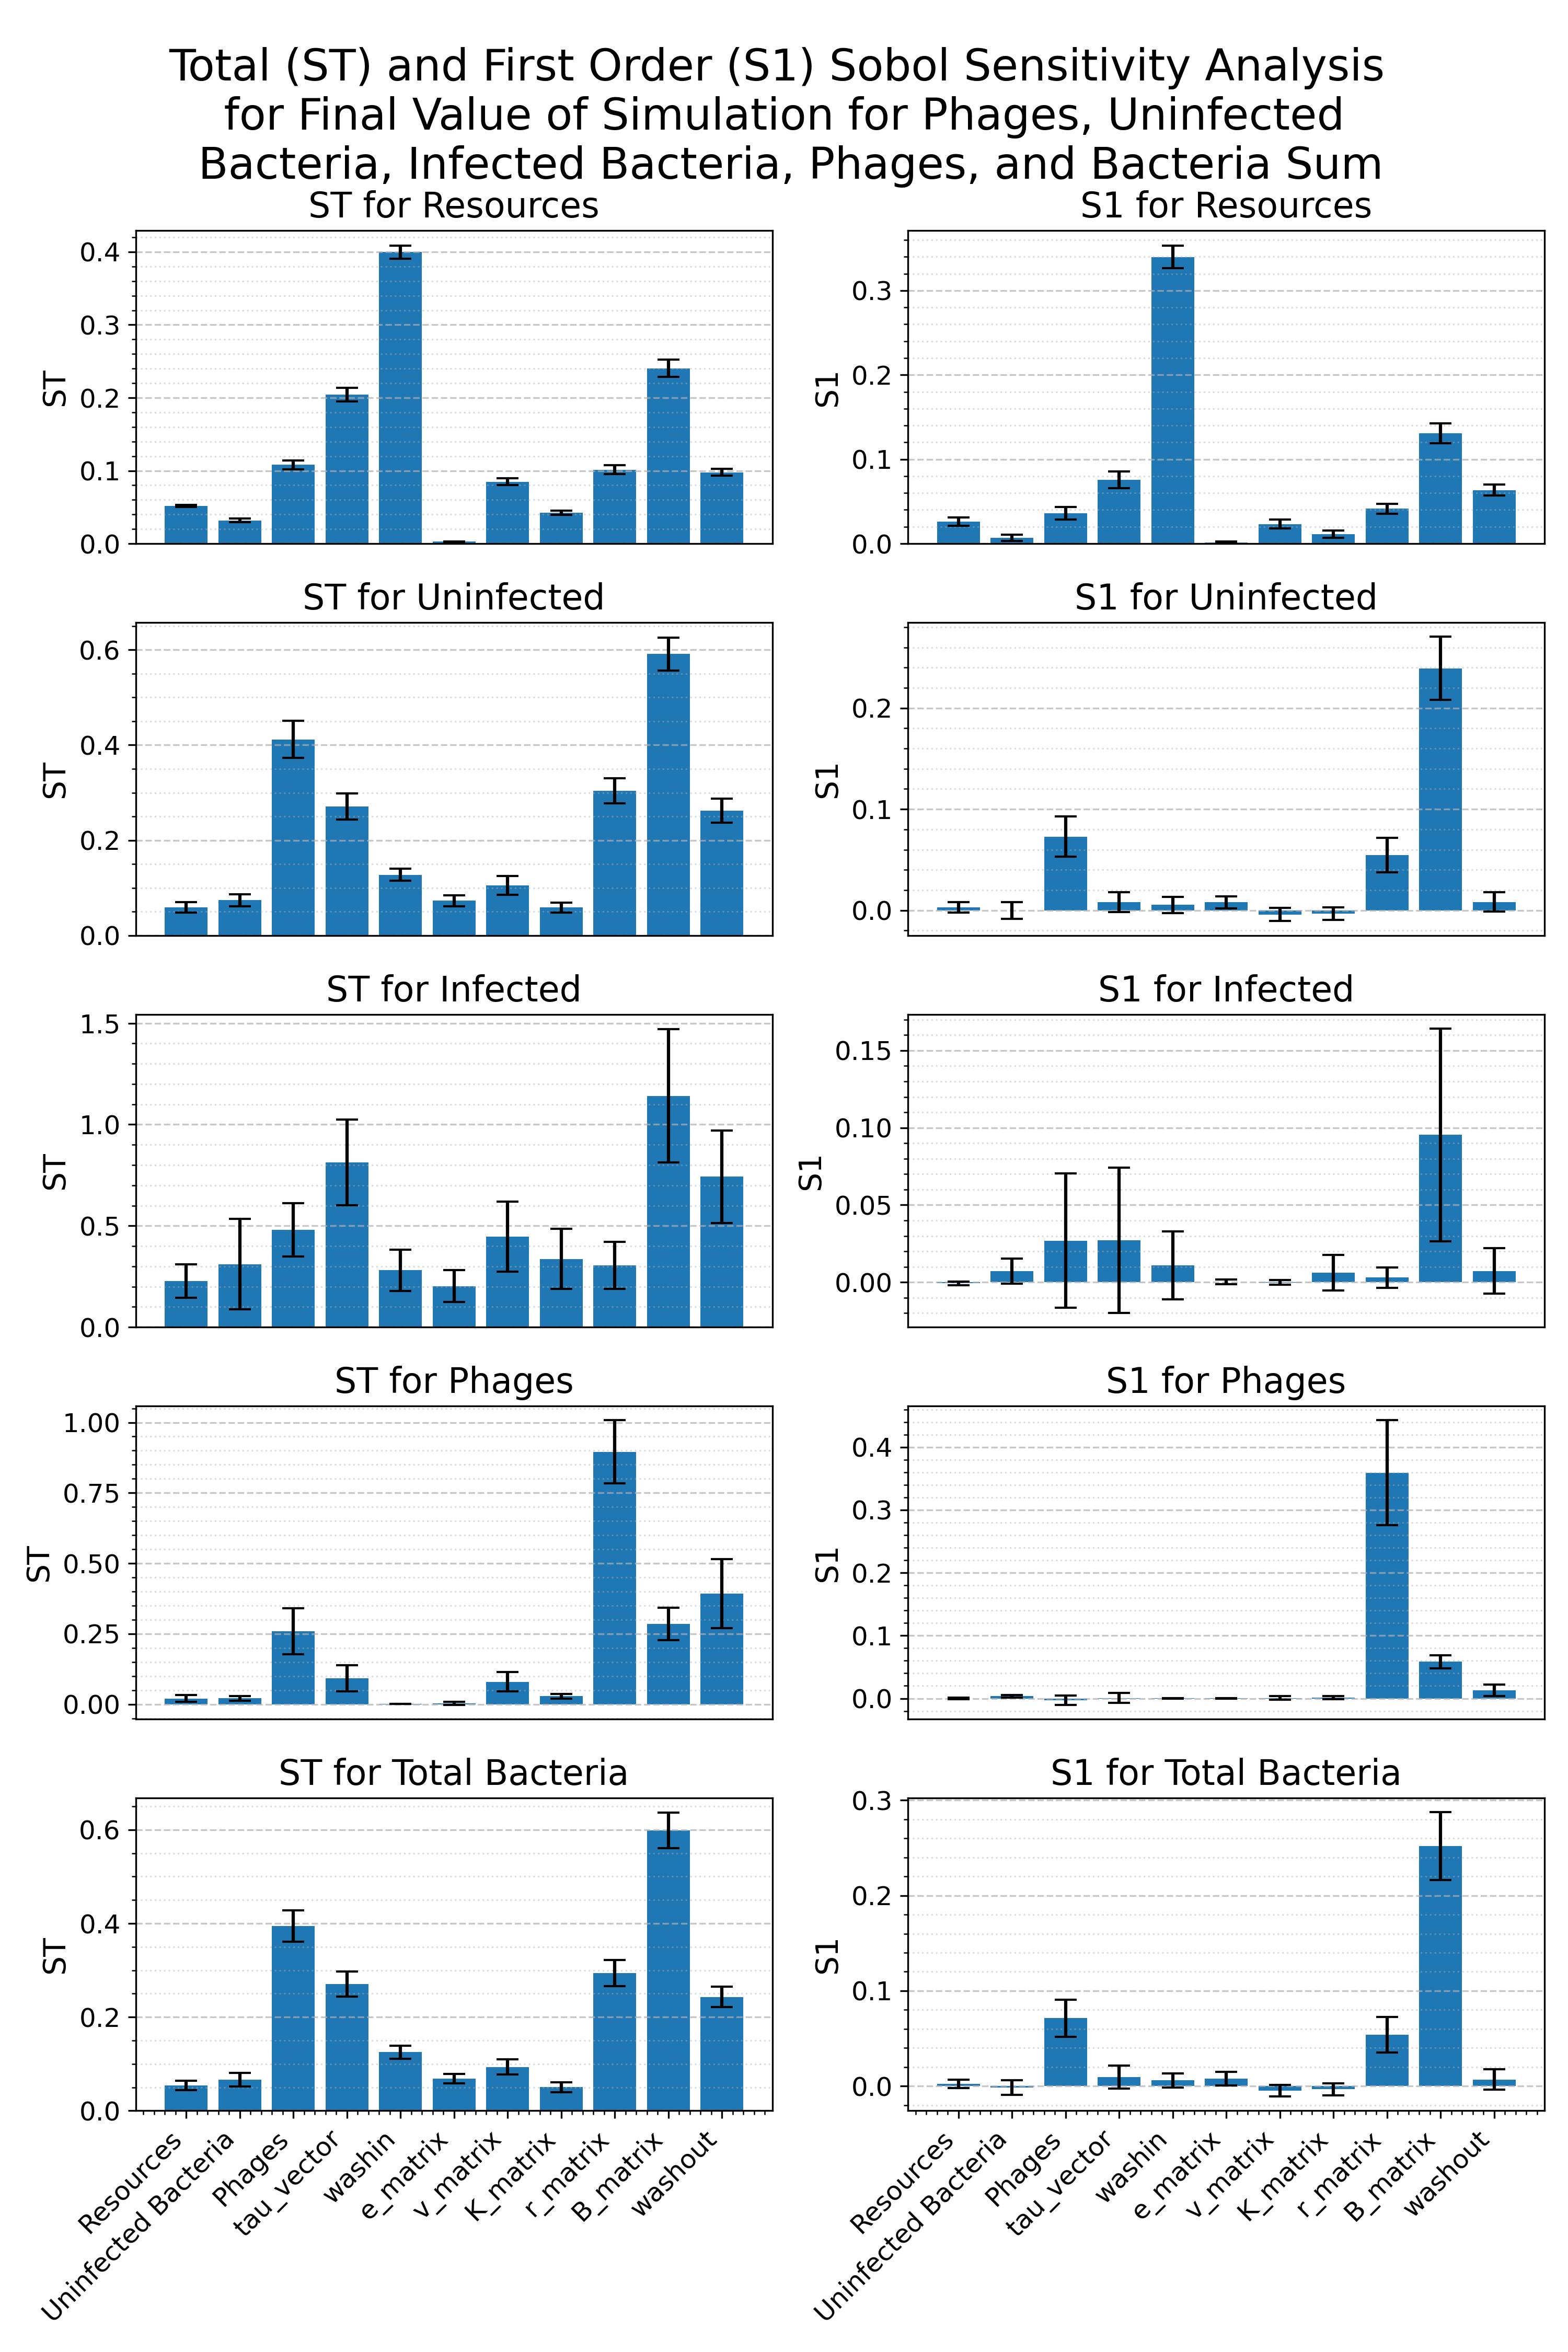 Total (ST) and First Order (S1) Sobol Sensitivity Analysis
for Final Value of Simulation for Phages, Uninfected
Bacteria, Infected Bacteria, Phages, and Bacteria Sum
ST for Resources
ST
0.4
0.3
0.2
0.1
0.0
S1 for Resources
S1
0.3
0.2
0.1
0.0
ST for Uninfected
ST
0.6
0.4
0.2
0.0
S1 for Uninfected
S1
0.2
0.1
0.0
ST for Infected
ST
1.5
1.0
0.5
0.0
S1 for Infected
S1
0.15
0.10
0.05
0.00
ST for Phages
ST
1.00
0.75
0.50
0.25
0.00
S1 for Phages
S1
0.4
0.3
0.2
0.1
0.0
ST for Total Bacteria
ST
0.6
0.4
0.2
0.0
Resources
Uninfected Bacteria
Phages
tau_vector
washin
e_matrix
v_matrix
K_matrix
r_matrix
B_matrix
washout
S1 for Total Bacteria
S1
0.3
0.2
0.1
0.0
Resources
Uninfected Bacteria
Phages
tau_vector
washin
e_matrix
v_matrix
K_matrix
r_matrix
B_matrix
washout